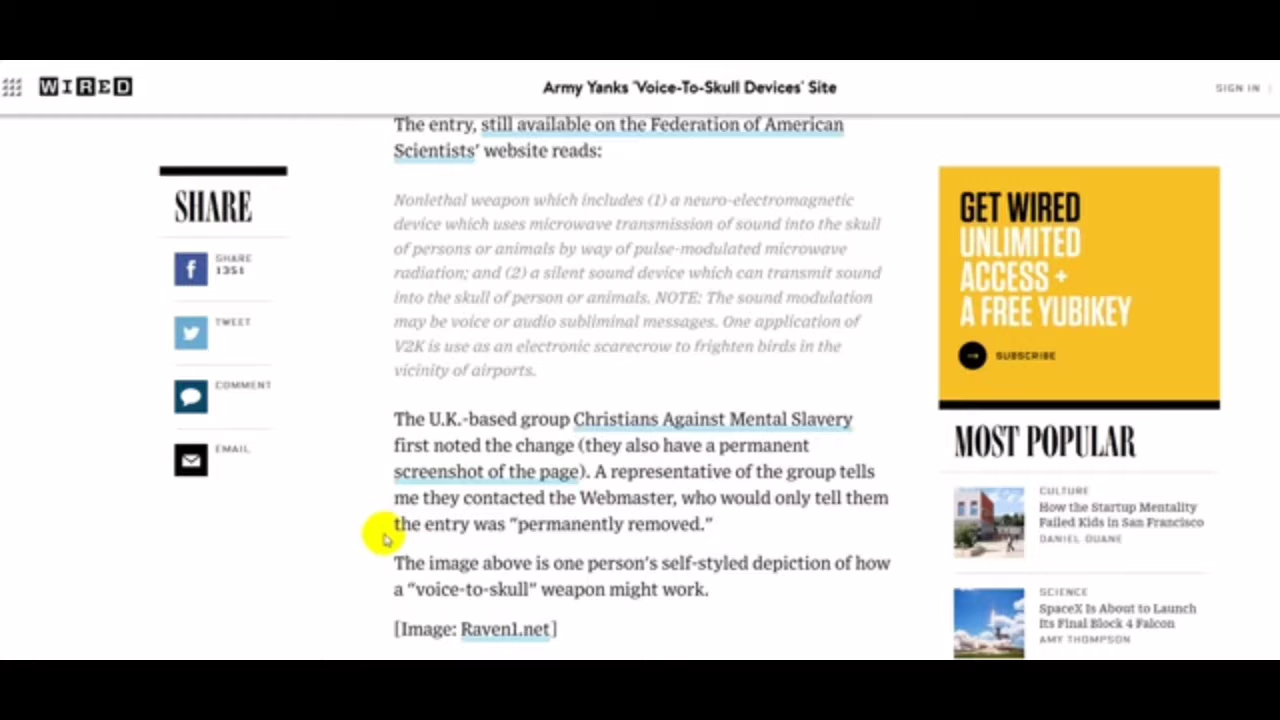 WIRED
Army Yanks 'Voice-To-Skull Devices' Site
SIGN IN
The entry, still available on the Federation of American
Scientists' website reads:
Nonlethal weapon which includes (1) a neuro-electromagnetic
device which uses microwave transmission of sound into the skull
of persons or animals by way of pulse-modulated microwave
radiation; and (2) a silent sound device which can transmit sound
into the skull of person or animals. NOTE: The sound modulation
may be voice or audio subliminal messages. One application of
V2K is use as an electronic scarecrow to frighten birds in the
vicinity of airports.
The U.K.-based group Christians Against Mental Slavery
first noted the change (they also have a permanent
screenshot of the page). A representative of the group tells
me they contacted the Webmaster, who would only tell them
the entry was "permanently removed."
The image above is one person's self-styled depiction of how
a "voice-to-skull" weapon might work.
[Image: Raven1.net]
SHARE
SHARE
1351
TWEET
COMMENT
EMAIL
GET WIRED
UNLIMITED
ACCESS +
A FREE YUBIKEY
SUBSCRIBE
MOST POPULAR
CULTURE
How the Startup Mentality
Failed Kids in San Francisco
DANIEL DUANE
SCIENCE
SpaceX Is About to Launch
Its Final Block 4 Falcon
AMY THOMPSON